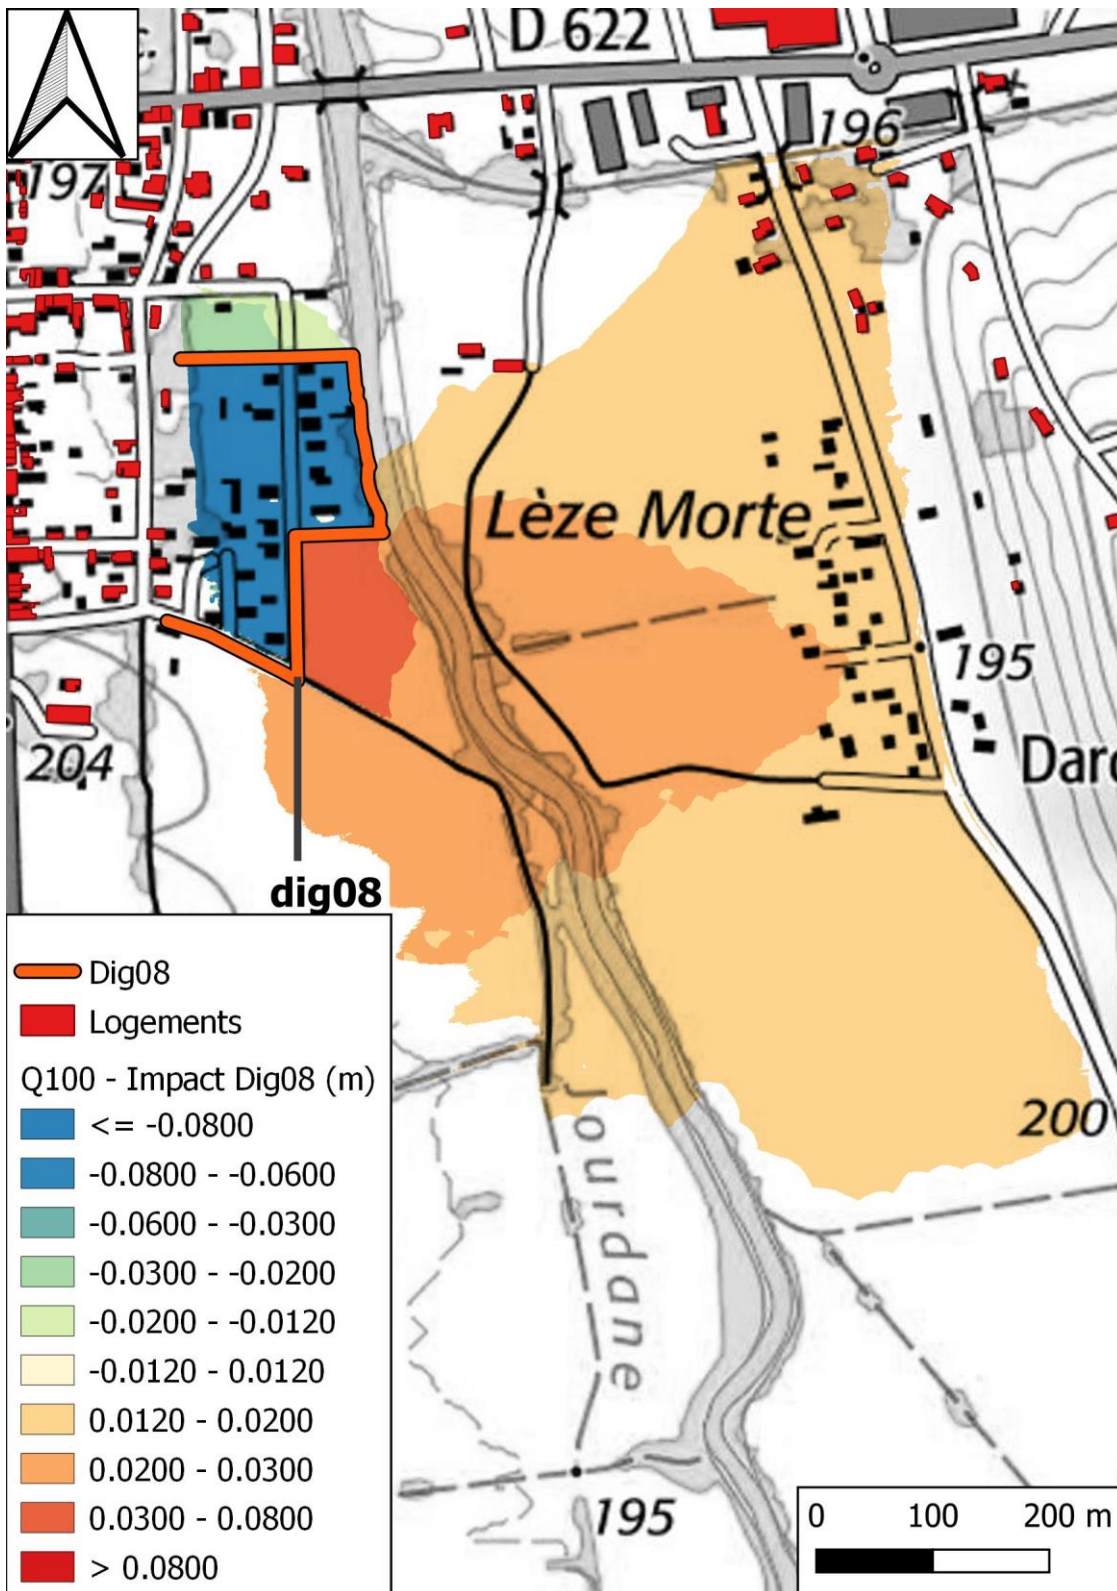 D 622
c.
196
197
Lèze Morte
195
204
Daro
dig08
Dig08
Logements
Q100 - Impact Dig08 (m)
<= -0.0800
-0.0800 - -0.0600
-0.0600 - -0.0300
-0.0300 - -0.0200
-0.0200 - -0.0120
-0.0120 - 0.0120
0.0120 - 0.0200
0.0200 - 0.0300
0.0300 - 0.0800
> 0.0800
200
Jourdane
195
0 100 200 m